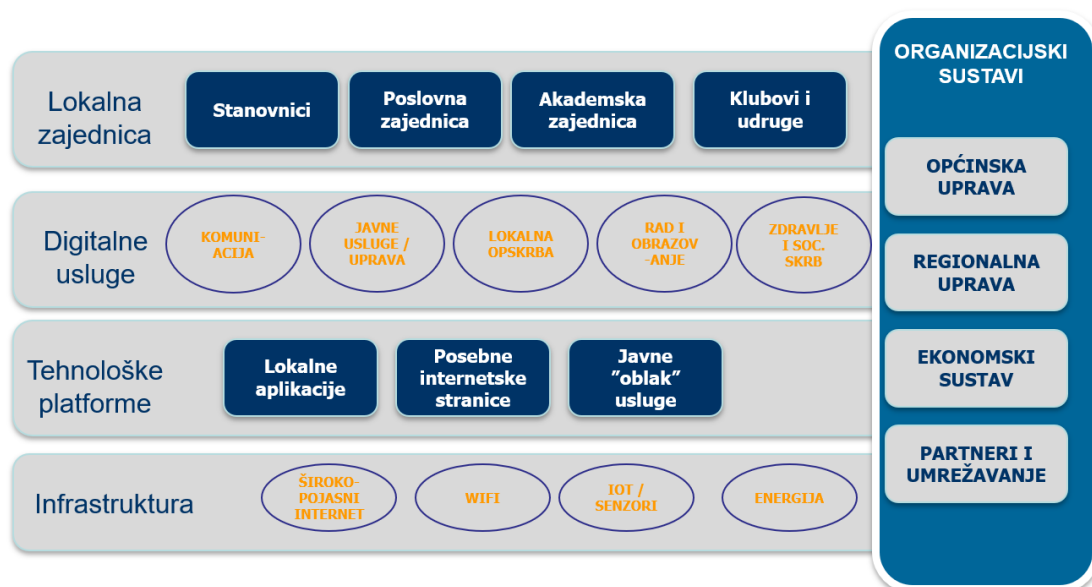 ORGANIZACIJSKI
SUSTAVI
Lokalna
zajednica
Stanovnici
Poslovna
zajednica
Akademska
zajednica
Klubovi i
udruge
OPĆINSKA
UPRAVA
Digitalne
usluge
KOMUNI-
ACIJA
JAVNE
USLUGE /
UPRAVA
LOKALNA
OPSKRBA
RAD I
OBRAZOV
-ANJE
ZDRAVLJE
I SOC.
SKRB
REGIONALNA
UPRAVA
Tehnološke
platforme
Lokalne
aplikacije
Posebne
internetske
stranice
Javne
”oblak”
usluge
EKONOMSKI
SUSTAV
Infrastruktura
ŠIROKO-
POJASNI
INTERNET
WIFI
IOT /
SENZORI
ENERGIJA
PARTNERI I
UMREŽAVANJE